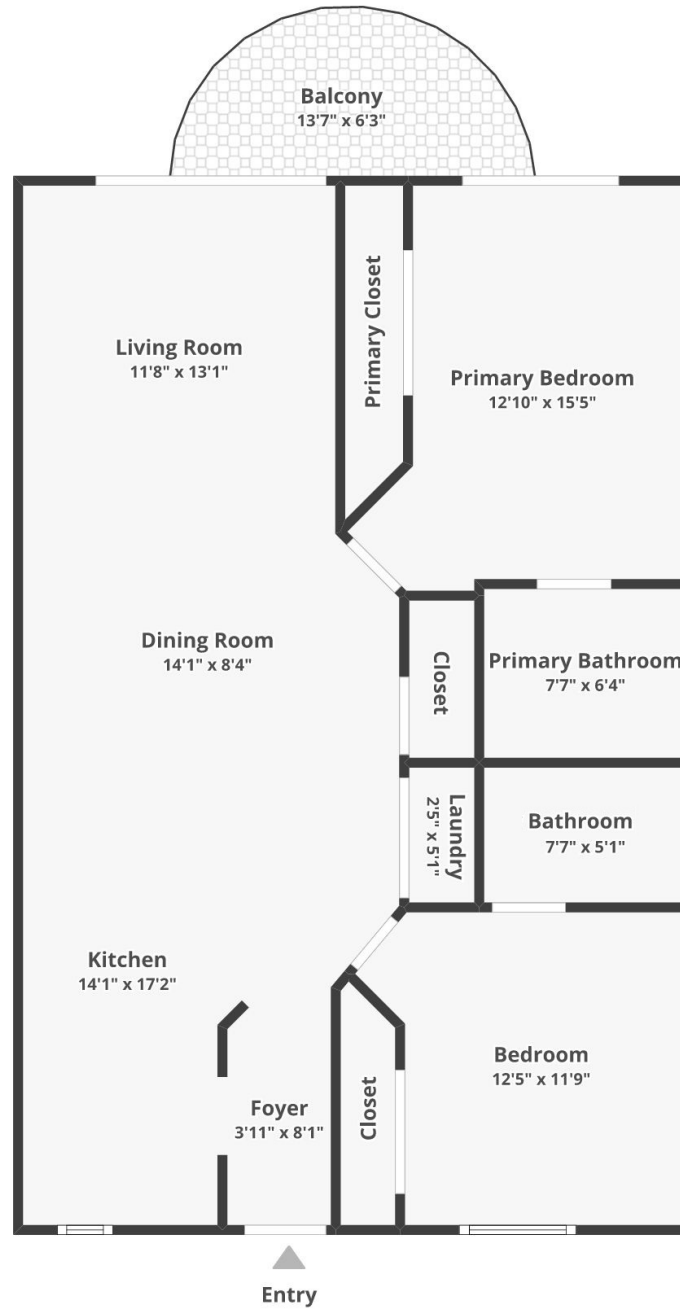 Balcony
13'7" x 6'3"
Living Room
11'8" x 13'1"
Primary Closet
Primary Bedroom
12'10" x 15'5"
Dining Room
14'1" x 8'4"
Closet
Primary Bathroom
7'7" x 6'4"
Laundry
2'5" x 5'1"
Bathroom
7'7" x 5'1"
Kitchen
14'1" x 17'2"
Foyer
3'11" x 8'1"
Closet
Bedroom
12'5" x 11'9"
Entry